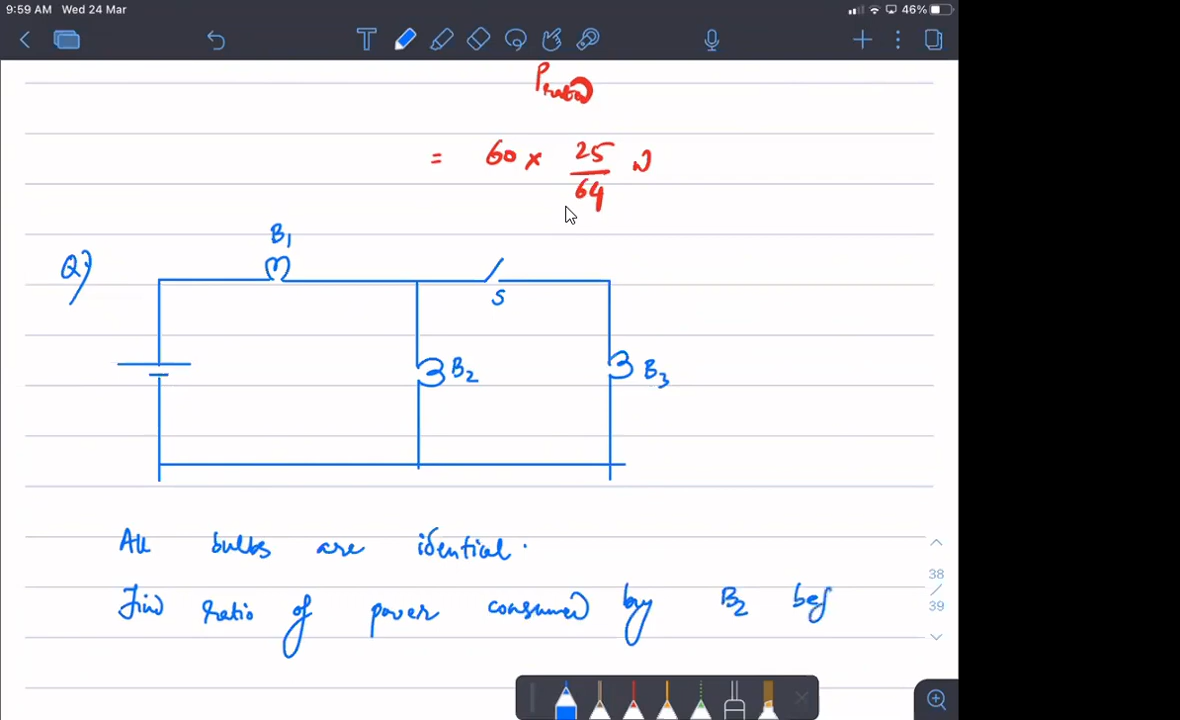 9:59 AM Wed 24 Mar
46%
T
P rated
= 60 x 25/64 W
Q)
B1
S
B2
B3
All bulbs are identical.
38
/
39
Find ratio of power consumed by B2 bef